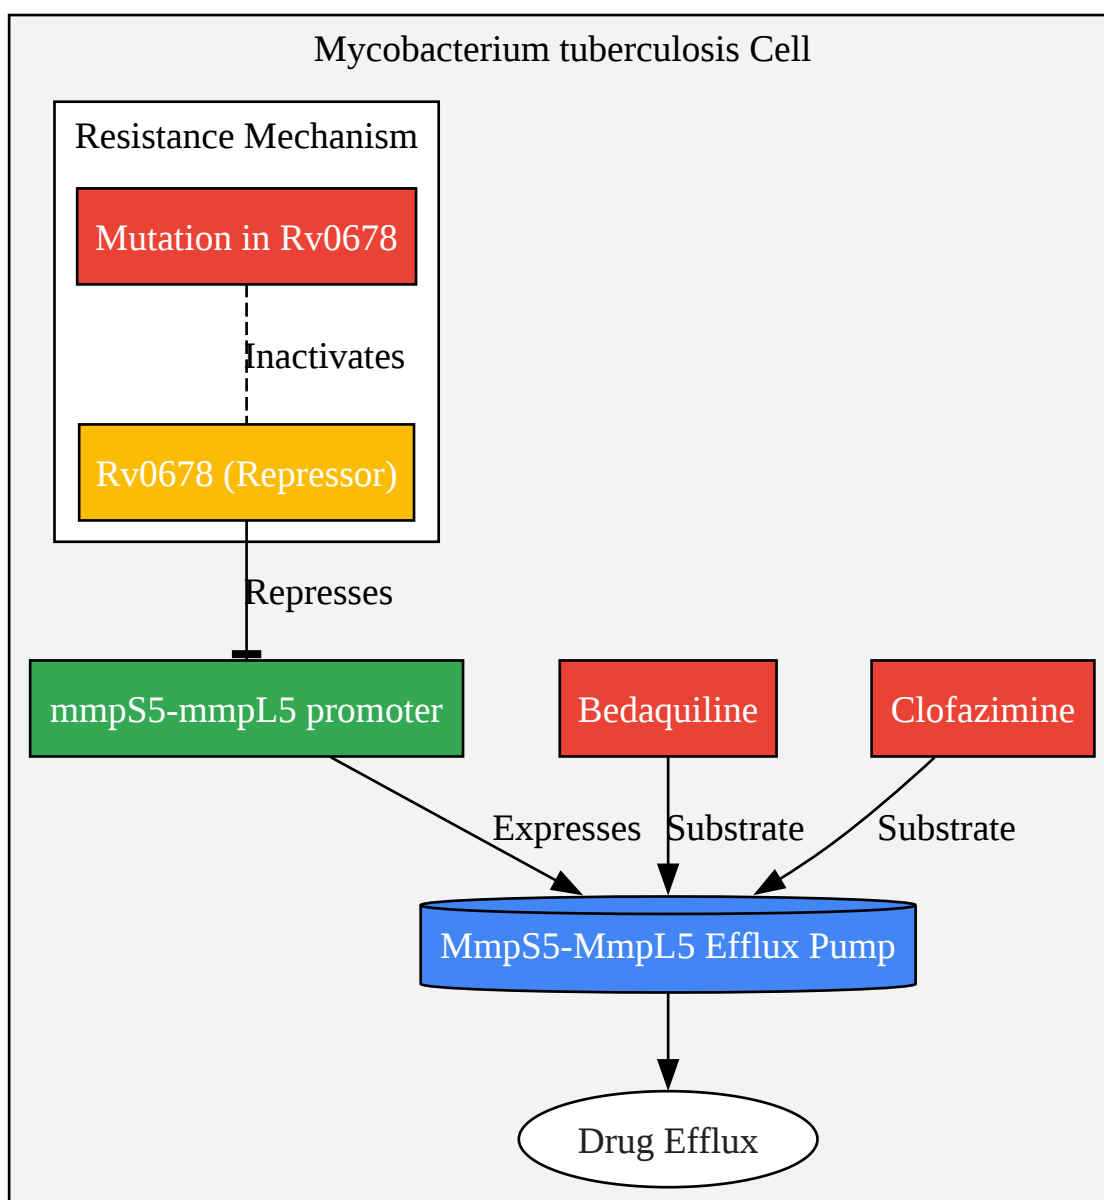 Mycobacterium tuberculosis Cell
Resistance Mechanism
Mutation in Rv0678
Inactivates
Rv0678 (Repressor)
Represses
mmpS5-mmpL5 promoter
Bedaquiline
Clofazimine
Expresses
Substrate
Substrate
MmpS5-MmpL5 Efflux Pump
Drug Efflux